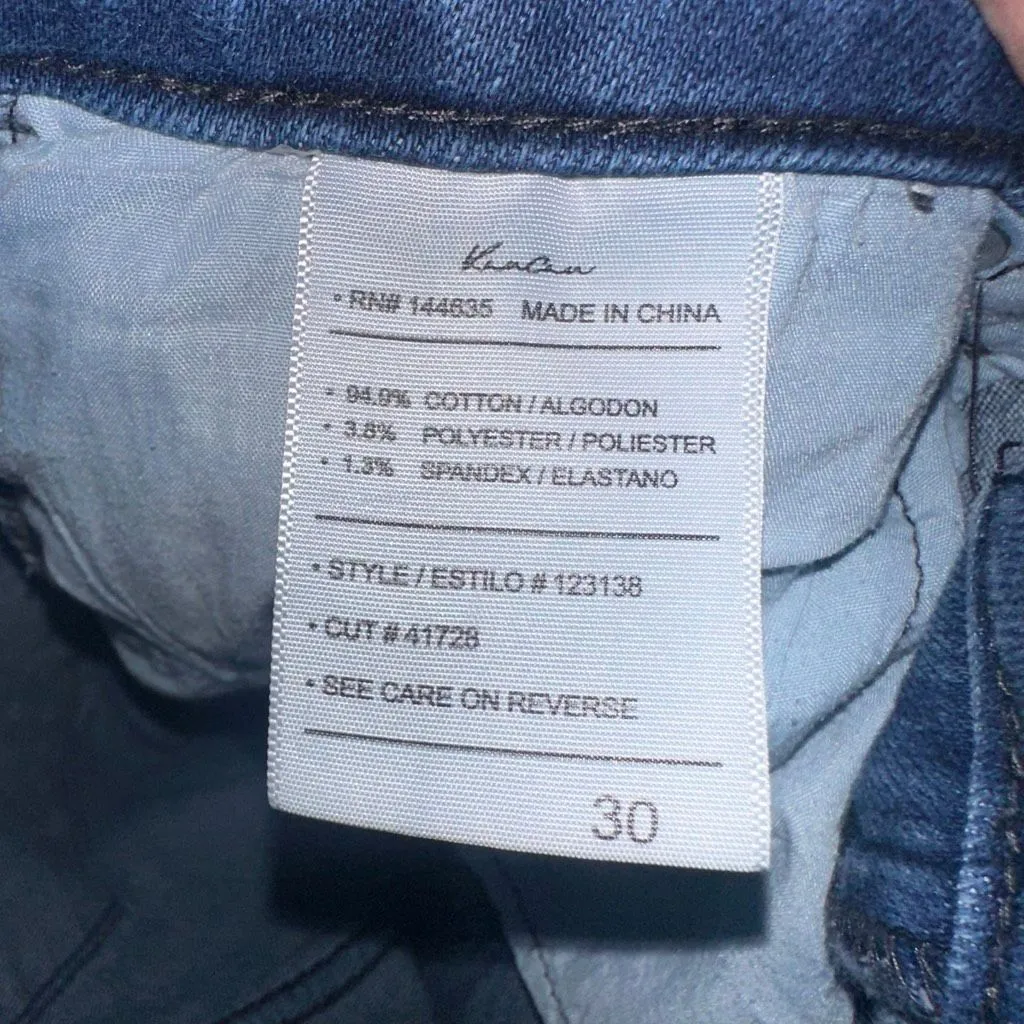 KanCan
• RN# 144635 MADE IN CHINA
• 94.9% COTTON / ALGODON
• 3.8% POLYESTER / POLIESTER
• 1.3% SPANDEX / ELASTANO
• STYLE / ESTILO # 123138
• CUT # 41728
• SEE CARE ON REVERSE
30